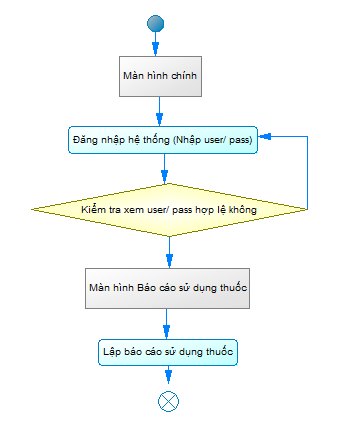 Màn hình chính
Đăng nhập hệ thống (Nhập user/ pass)
Kiểm tra xem user/ pass hợp lệ không
Màn hình Báo cáo sử dụng thuốc
Lập báo cáo sử dụng thuốc